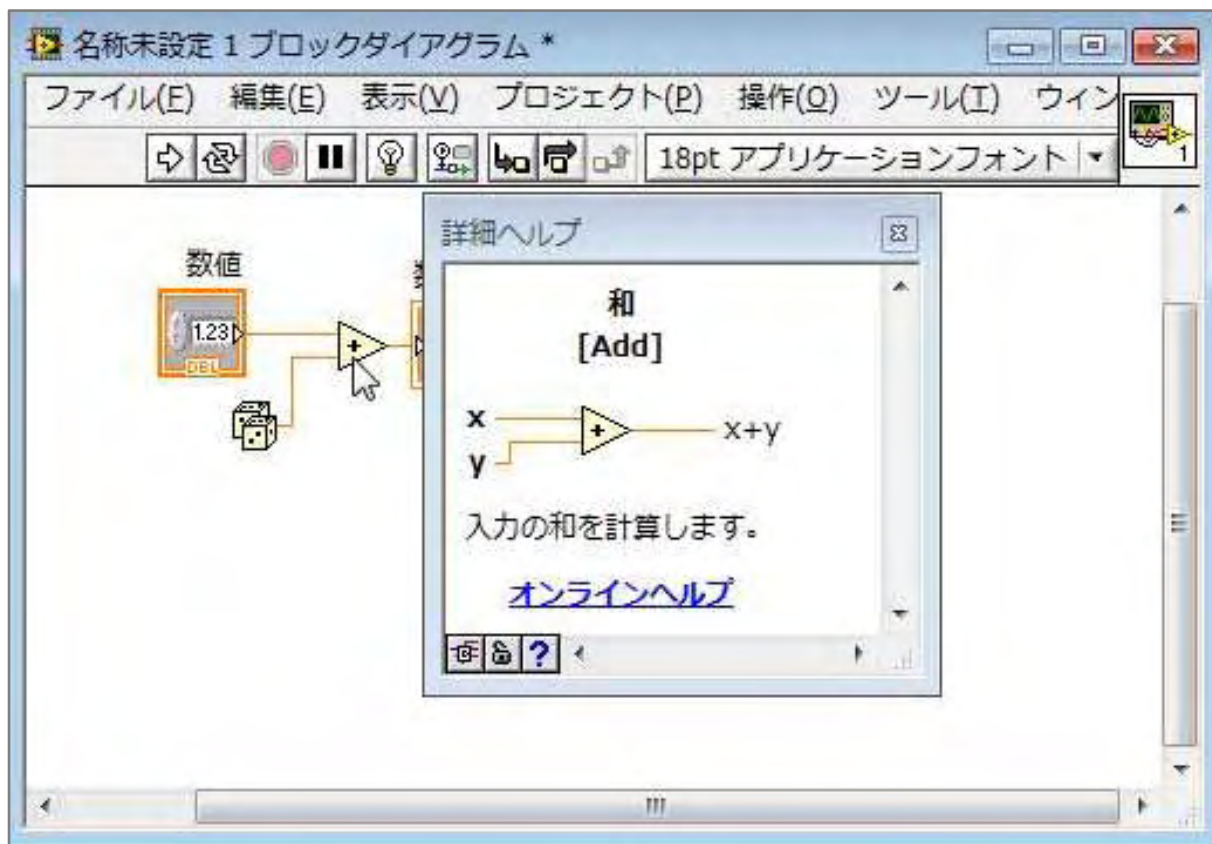 名称未設定 1 ブロックダイアグラム *
ファイル(F) 編集(E) 表示(V) プロジェクト(P) 操作(O) ツール(T) ウィン
18pt アプリケーションフォント
1
詳細ヘルプ
数値
1.23
DBL
和
[Add]
x
y
x+y
入力の和を計算します。
オンラインヘルプ
?